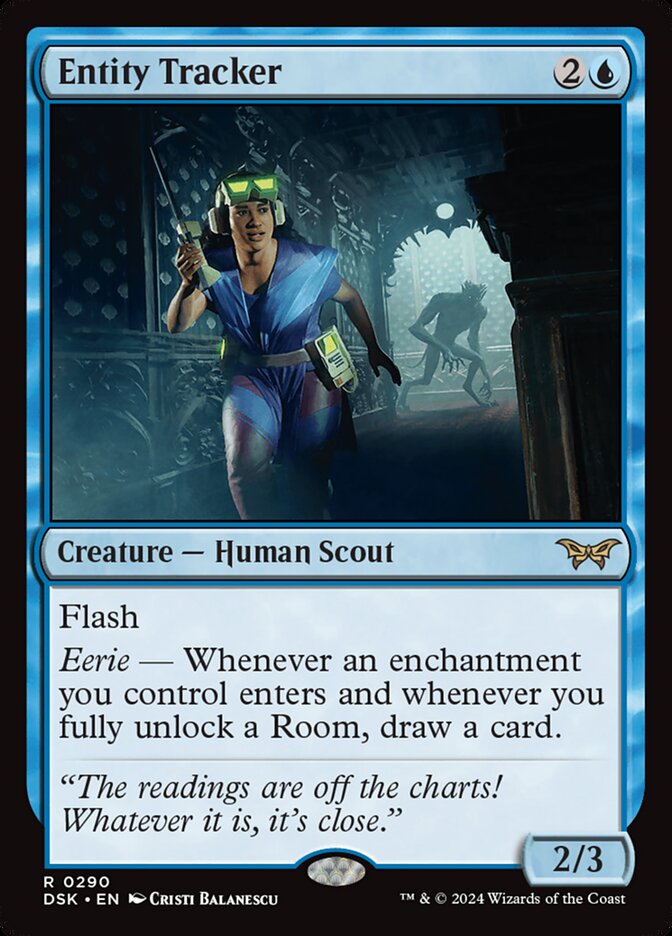 Entity Tracker 2
Creature — Human Scout
Flash
Eerie — Whenever an enchantment
you control enters and whenever you
fully unlock a Room, draw a card.
“The readings are off the charts!
Whatever it is, it’s close.”
2/3
R 0290
DSK • EN Cristi Balanescu
™ & © 2024 Wizards of the Coast